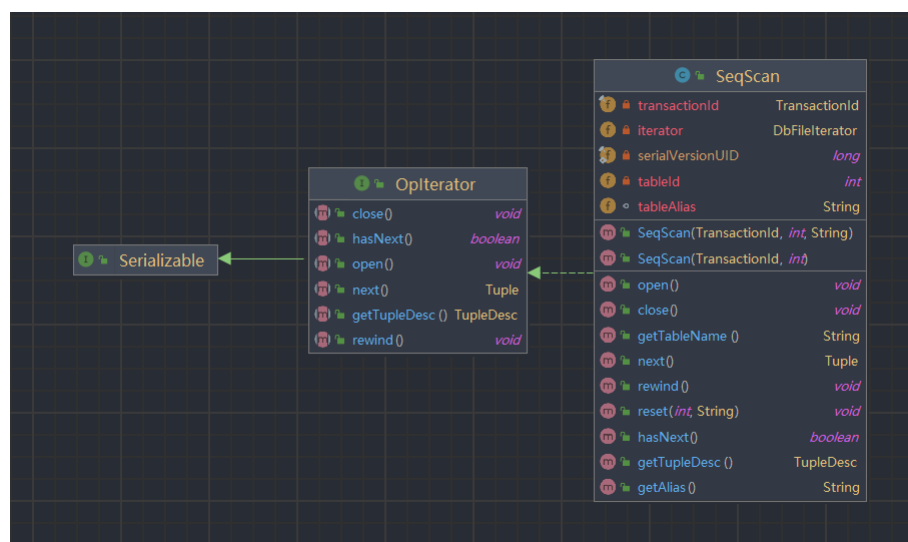 Serializable
OpIterator
close() void
hasNext() boolean
open() void
next() Tuple
getTupleDesc () TupleDesc
rewind () void
SeqScan
transactionId TransactionId
iterator DbFileIterator
serialVersionUID long
tableId int
tableAlias String
SeqScan(TransactionId, int, String)
SeqScan(TransactionId, int)
open() void
close() void
getTableName () String
next() Tuple
rewind () void
reset(int, String) void
hasNext() boolean
getTupleDesc () TupleDesc
getAlias () String